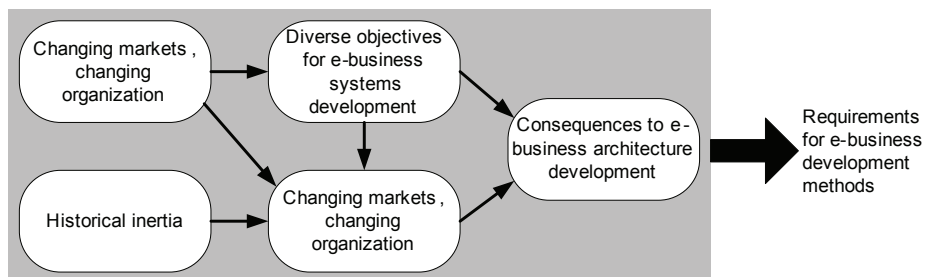 Changing markets ,
changing
organization
Diverse objectives
for e-business
systems
development
Consequences to e-
business architecture
development
Requirements
for e-business
development
methods
Historical inertia
Changing markets ,
changing
organization